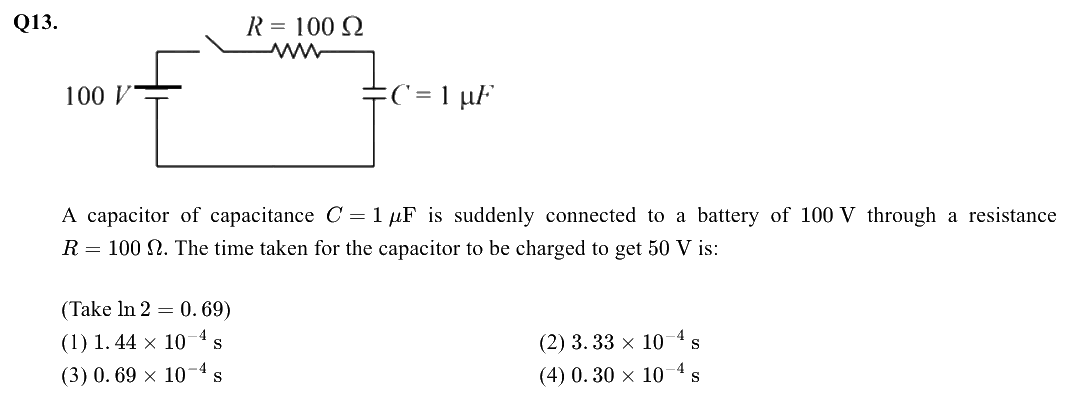 Q13.
R = 100 Ω
100 V
C = 1 μF
A capacitor of capacitance C = 1 μF is suddenly connected to a battery of 100 V through a resistance
R = 100 Ω. The time taken for the capacitor to be charged to get 50 V is:
(Take ln 2 = 0. 69)
(1) 1. 44 × 10⁻⁴ s
(2) 3. 33 × 10⁻⁴ s
(3) 0. 69 × 10⁻⁴ s
(4) 0. 30 × 10⁻⁴ s